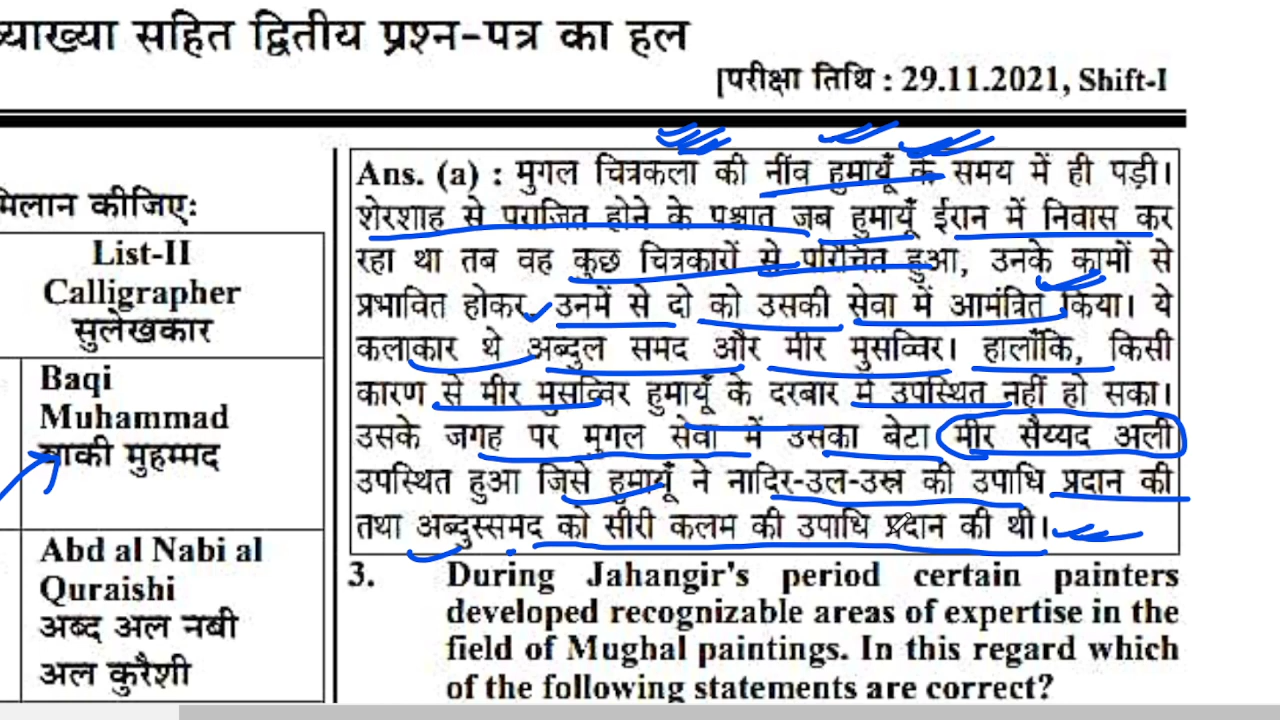 व्याख्या सहित द्वितीय प्रश्न-पत्र का हल
[परीक्षा तिथि : 29.11.2021, Shift-I
मिलान कीजिएः
List-II
Calligrapher
सुलेखकार
Baqi
Muhammad
बाकी मुहम्मद
Abd al Nabi al
Quraishi
अब्द अल नबी
अल कुरैशी
Ans. (a) : मुगल चित्रकला की नींव हुमायूँ के समय में ही पड़ी।
शेरशाह से पराजित होने के पश्चात जब हुमायूँ ईरान में निवास कर
रहा था तब वह कुछ चित्रकारों से परिचित हुआ, उनके कामों से
प्रभावित होकर उनमें से दो को उसकी सेवा में आमंत्रित किया। ये
कलाकार थे अब्दुल समद और मीर मुसव्विर। हालाँकि, किसी
कारण से मीर मुसव्विर हुमायूँ के दरबार में उपस्थित नहीं हो सका।
उसके जगह पर मुगल सेवा में उसका बेटा मीर सैय्यद अली
उपस्थित हुआ जिसे हुमायूँ ने नादिर-उल-उस्र की उपाधि प्रदान की
तथा अब्दुस्समद को सीरी कलम की उपाधि प्रदान की थी।
3. During Jahangir's period certain painters
developed recognizable areas of expertise in the
field of Mughal paintings. In this regard which
of the following statements are correct?